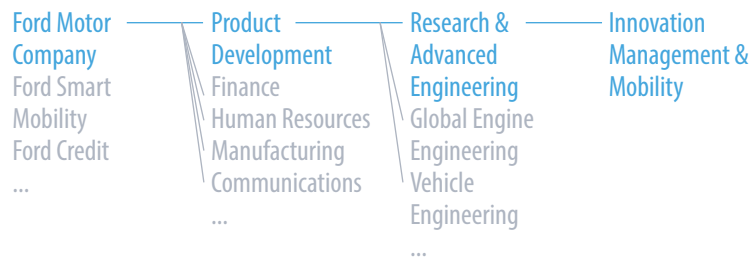 Ford Motor
Company
Ford Smart
Mobility
Ford Credit
...
Product
Development
Finance
Human Resources
Manufacturing
Communications
...
Research &
Advanced
Engineering
Global Engine
Engineering
Vehicle
Engineering
...
Innovation
Management &
Mobility